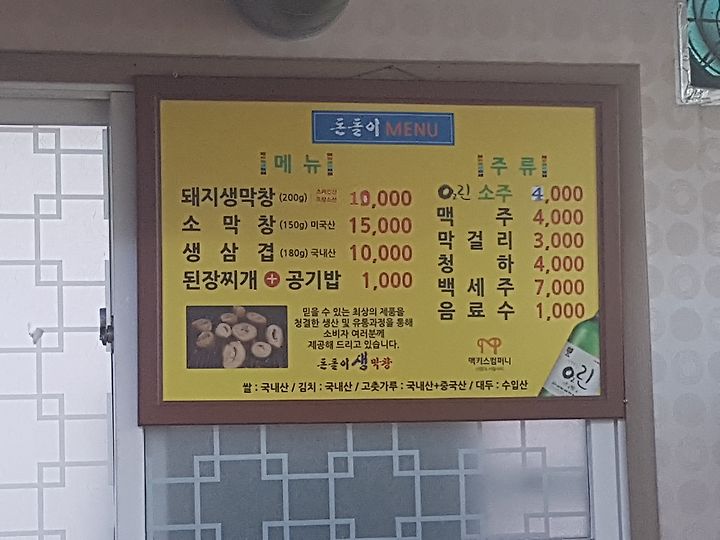 돈돌이 MENU
메뉴
돼지생막창 (200g) 10,000
소 막 창 (150g) 미국산 15,000
생 삼 겹 (180g) 국내산 10,000
된장찌개 + 공기밥 1,000
주류
O2린 소주 4,000
맥 주 4,000
막 걸 리 3,000
청 하 4,000
백 세 주 7,000
음 료 수 1,000
믿을 수 있는 최상의 제품을
청결한 생산 및 유통과정을 통해
소비자 여러분께
제공해 드리고 있습니다.
돈돌이 생막창
맥키스컴퍼니
O2린
쌀 : 국내산 / 김치 : 국내산 / 고춧가루 : 국내산+중국산 / 대두 : 수입산